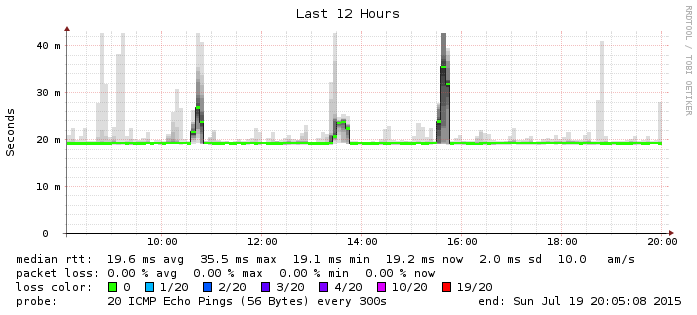 Last 12 Hours
RRDTOOL / TOBI OETIKER
Seconds
40 m
30 m
20 m
10 m
0
10:00 12:00 14:00 16:00 18:00 20:00
median rtt: 19.6 ms avg 35.5 ms max 19.1 ms min 19.2 ms now 2.0 ms sd 10.0 am/s
packet loss: 0.00 % avg 0.00 % max 0.00 % min 0.00 % now
loss color: 0 1/20 2/20 3/20 4/20 10/20 19/20
probe: 20 ICMP Echo Pings (56 Bytes) every 300s end: Sun Jul 19 20:05:08 2015